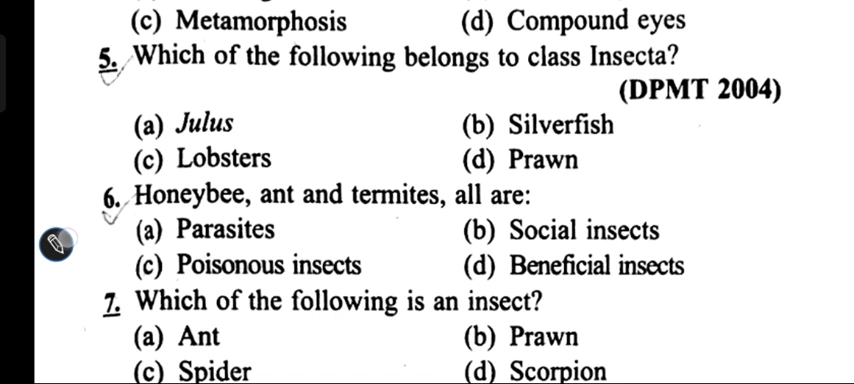 (c) Metamorphosis (d) Compound eyes
5. Which of the following belongs to class Insecta?
(DPMT 2004)
(a) Julus (b) Silverfish
(c) Lobsters (d) Prawn
6. Honeybee, ant and termites, all are:
(a) Parasites (b) Social insects
(c) Poisonous insects (d) Beneficial insects
7. Which of the following is an insect?
(a) Ant (b) Prawn
(c) Spider (d) Scorpion